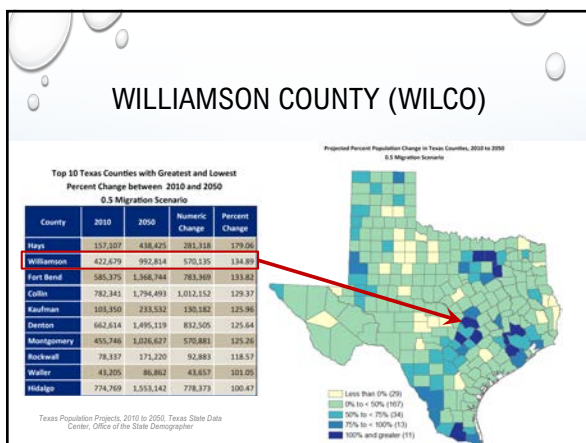 WILLIAMSON COUNTY (WILCO)
Top 10 Texas Counties with Greatest and Lowest
Percent Change between 2010 and 2050
0.5 Migration Scenario
County 2010 2050 Numeric Change Percent Change
Hays 157,107 438,425 281,318 179.06
Williamson 422,679 992,814 570,135 134.89
Fort Bend 585,375 1,368,744 783,369 133.82
Collin 782,341 1,794,493 1,012,152 129.37
Kaufman 103,350 233,532 130,182 125.96
Denton 662,614 1,495,119 832,505 125.64
Montgomery 455,746 1,026,627 570,881 125.26
Rockwall 78,337 171,220 92,883 118.57
Waller 43,205 86,862 43,657 101.05
Hidalgo 774,769 1,553,142 778,373 100.47
Texas Population Projects, 2010 to 2050, Texas State Data
Center, Office of the State Demographer
Projected Percent Population Change in Texas Counties, 2010 to 2050
0.5 Migration Scenario
Less than 0% (29)
0% to < 50% (167)
50% to < 75% (34)
75% to < 100% (13)
100% and greater (11)